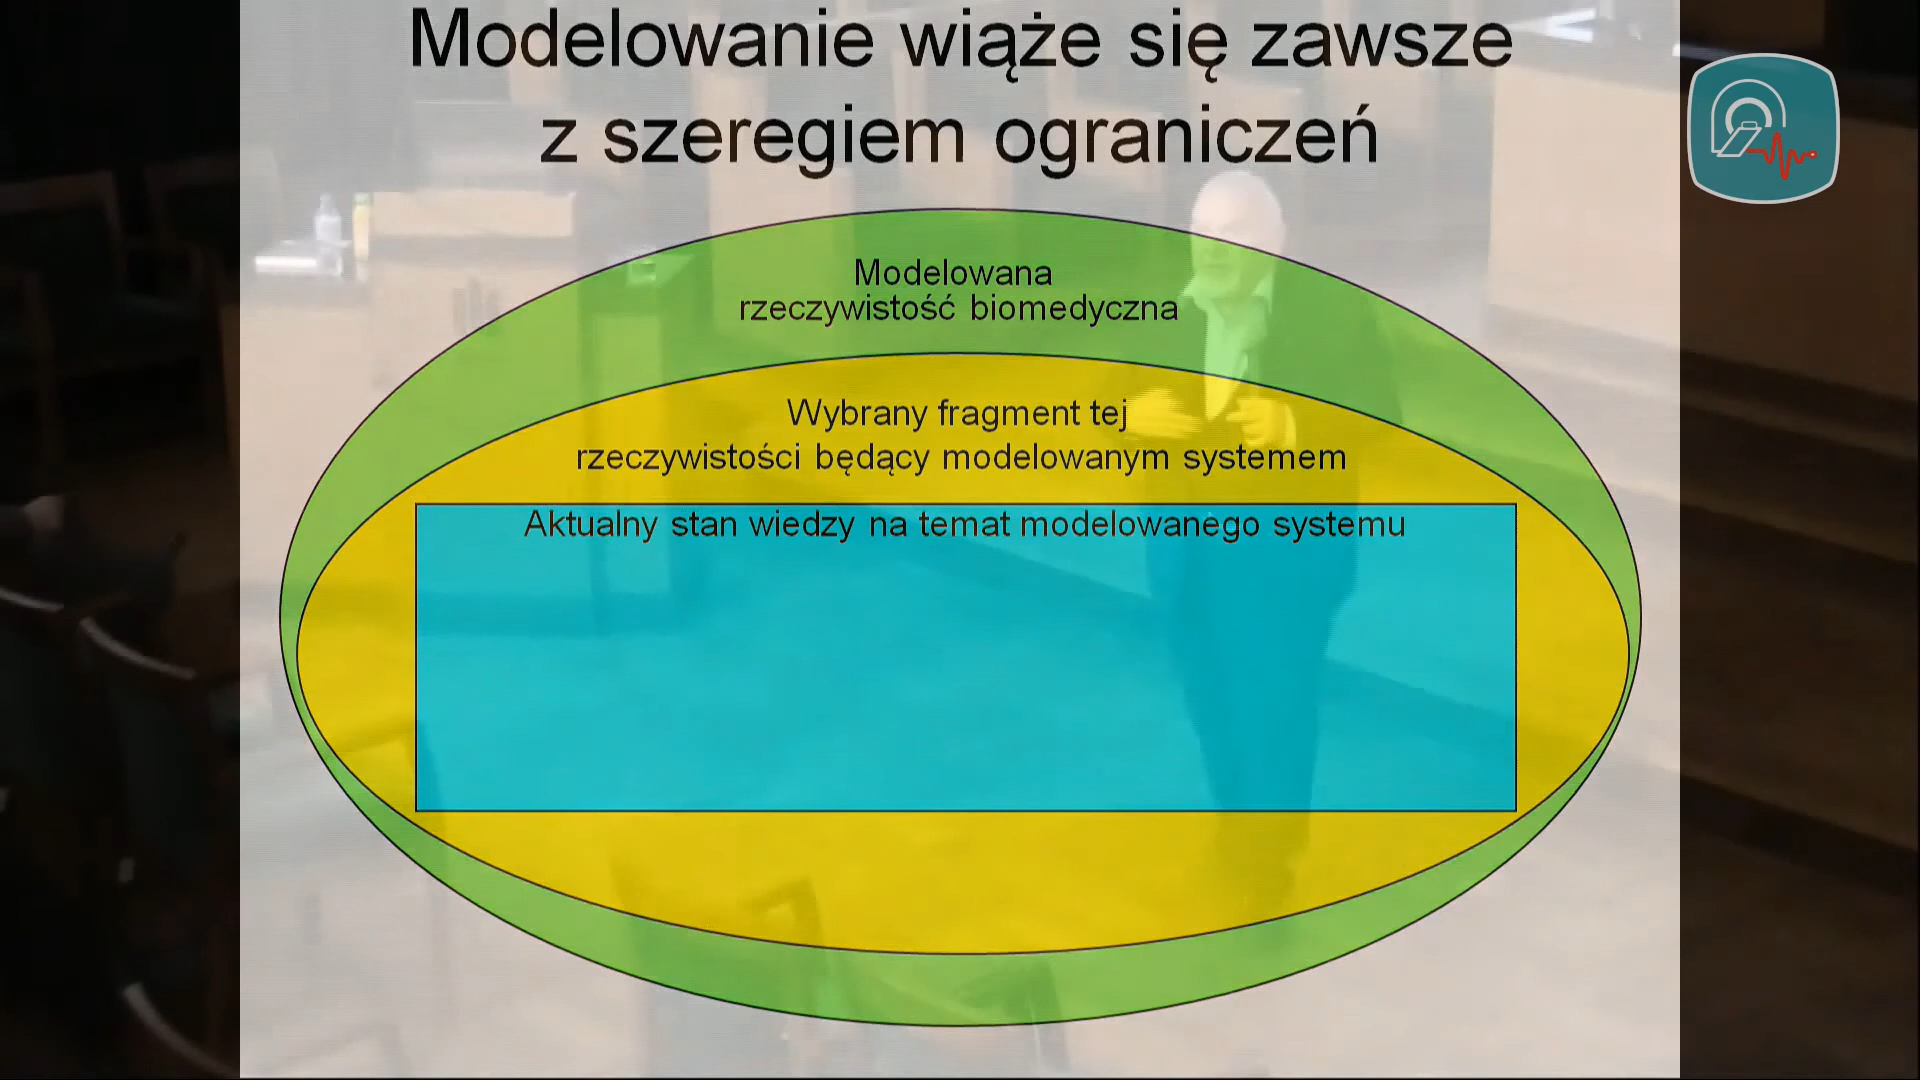 Modelowanie wiąże się zawsze
z szeregiem ograniczeń
Modelowana
rzeczywistość biomedyczna
Wybrany fragment tej
rzeczywistości będący modelowanym systemem
Aktualny stan wiedzy na temat modelowanego systemu